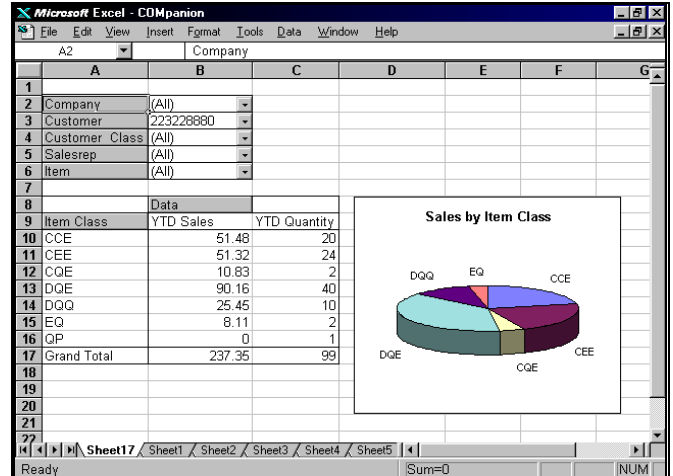 Microsoft Excel - COMpanion
File Edit View Insert Format Tools Data Window Help
A2 Company
A B C D E F G
1
2 Company (All)
3 Customer 223228880
4 Customer Class (All)
5 Salesrep (All)
6 Item (All)
7
8 Data
9 Item Class YTD Sales YTD Quantity
10 CCE 51.48 20
11 CEE 51.32 24
12 CQE 10.83 2
13 DQE 90.16 40
14 DQQ 25.45 10
15 EQ 8.11 2
16 QP 0 1
17 Grand Total 237.35 99
18
19
20
21
22
Sales by Item Class
DQQ EQ CCE
DQE CEE
CQE
Sheet17 Sheet1 Sheet2 Sheet3 Sheet4 Sheet5
Ready Sum=0 NUM